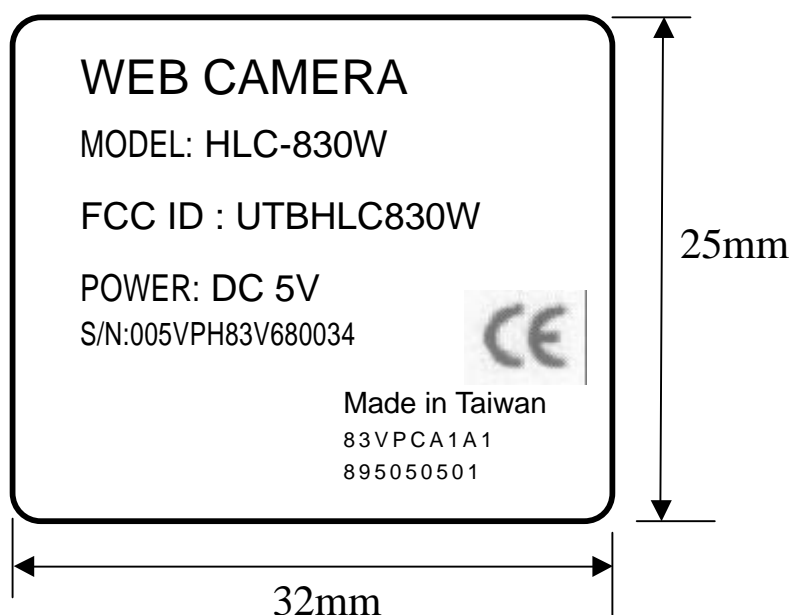 WEB CAMERA
MODEL: HLC-830W
FCC ID : UTBHLC830W
25mm
POWER: DC 5V
S/N:005VPH83V680034
CE
Made in Taiwan
83VPCA1A1
895050501
32mm